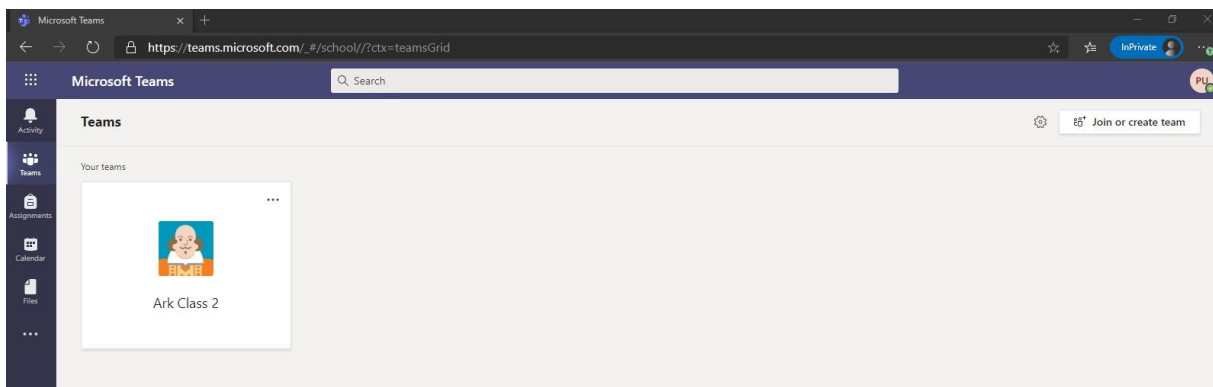 Microsoft Teams
https://teams.microsoft.com/_#/school//?ctx=teamsGrid
InPrivate
Microsoft Teams
Search
PU
Activity
Teams
Join or create team
Teams
Your teams
Assignments
Calendar
Files
Ark Class 2